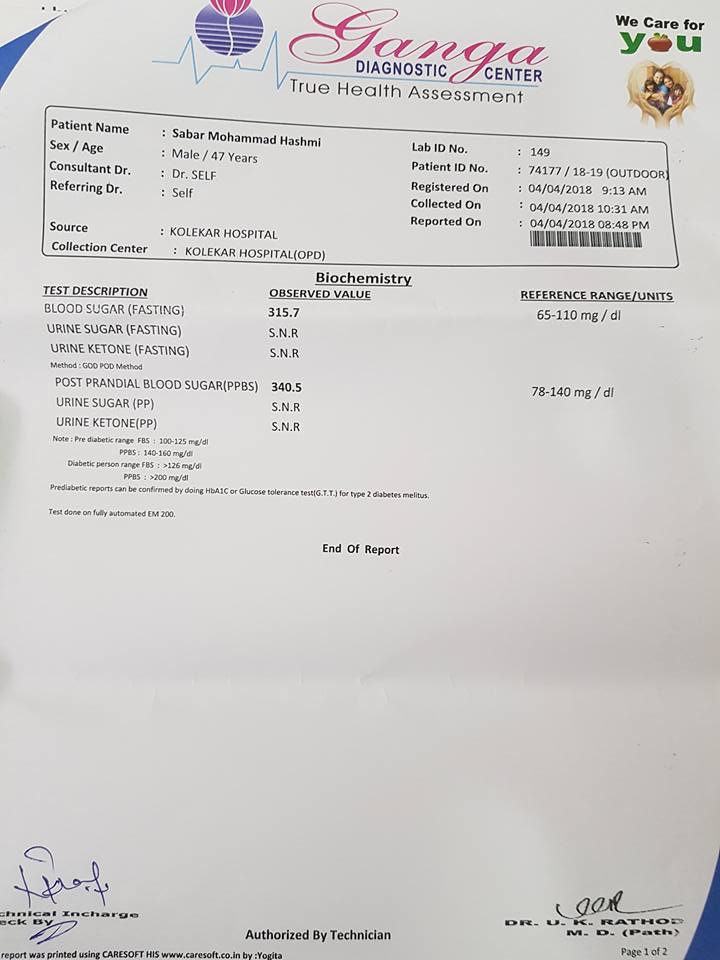 We Care for
you
Ganga
DIAGNOSTIC CENTER
True Health Assessment
Patient Name : Sabar Mohammad Hashmi
Sex / Age : Male / 47 Years
Consultant Dr. : Dr. SELF
Referring Dr. : Self
Source : KOLEKAR HOSPITAL
Collection Center : KOLEKAR HOSPITAL(OPD)
Lab ID No. : 149
Patient ID No. : 74177 / 18-19 (OUTDOOR)
Registered On : 04/04/2018 9:13 AM
Collected On : 04/04/2018 10:31 AM
Reported On : 04/04/2018 08:48 PM
Biochemistry
TEST DESCRIPTION OBSERVED VALUE REFERENCE RANGE/UNITS
BLOOD SUGAR (FASTING) 315.7 65-110 mg / dl
URINE SUGAR (FASTING) S.N.R
URINE KETONE (FASTING) S.N.R
Method : GOD POD Method
POST PRANDIAL BLOOD SUGAR(PPBS) 340.5 78-140 mg / dl
URINE SUGAR (PP) S.N.R
URINE KETONE(PP) S.N.R
Note : Pre diabetic range FBS : 100-125 mg/dl
PPBS : 140-160 mg/dl
Diabetic person range FBS : >126 mg/dl
PPBS : >200 mg/dl
Prediabetic reports can be confirmed by doing HbA1C or Glucose tolerance test(G.T.T.) for type 2 diabetes melitus.
Test done on fully automated EM 200.
End Of Report
chnical Incharge
eck By
Authorized By Technician
DR. U. K. RATHOD
M. D. (Path)
report was printed using CARESOFT HIS www.caresoft.co.in by :Yogita
Page 1 of 2